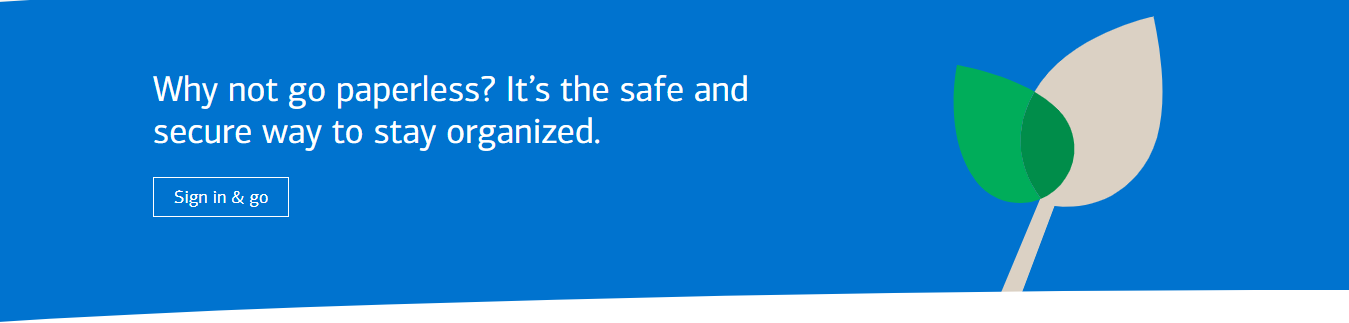 Why not go paperless? It’s the safe and
secure way to stay organized.
Sign in & go